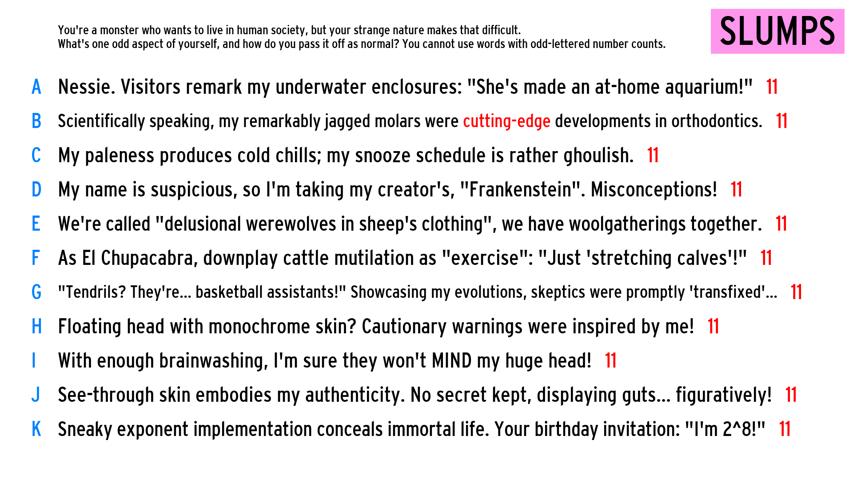 You're a monster who wants to live in human society, but your strange nature makes that difficult.
What's one odd aspect of yourself, and how do you pass it off as normal? You cannot use words with odd-lettered number counts.
SLUMPS
A Nessie. Visitors remark my underwater enclosures: "She's made an at-home aquarium!" 11
B Scientifically speaking, my remarkably jagged molars were cutting-edge developments in orthodontics. 11
C My paleness produces cold chills; my snooze schedule is rather ghoulish. 11
D My name is suspicious, so I'm taking my creator's, "Frankenstein". Misconceptions! 11
E We're called "delusional werewolves in sheep's clothing", we have woolgatherings together. 11
F As El Chupacabra, downplay cattle mutilation as "exercise": "Just 'stretching calves'!" 11
G "Tendrils? They're... basketball assistants!" Showcasing my evolutions, skeptics were promptly 'transfixed'... 11
H Floating head with monochrome skin? Cautionary warnings were inspired by me! 11
I With enough brainwashing, I'm sure they won't MIND my huge head! 11
J See-through skin embodies my authenticity. No secret kept, displaying guts... figuratively! 11
K Sneaky exponent implementation conceals immortal life. Your birthday invitation: "I'm 2^8!" 11